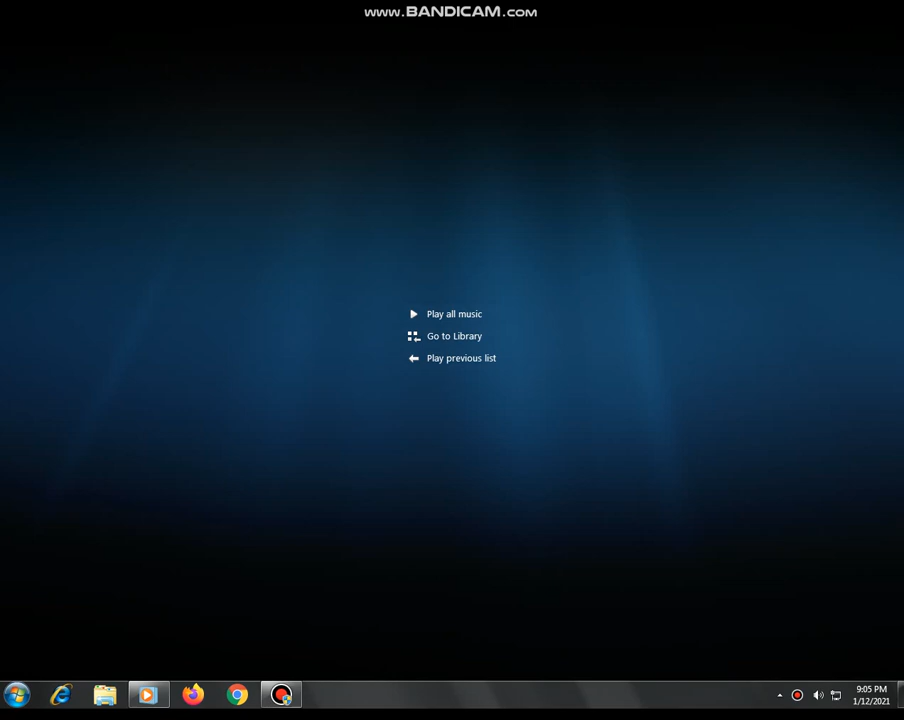 www.BANDICAM.com
Play all music
Go to Library
Play previous list
9:05 PM
1/12/2021